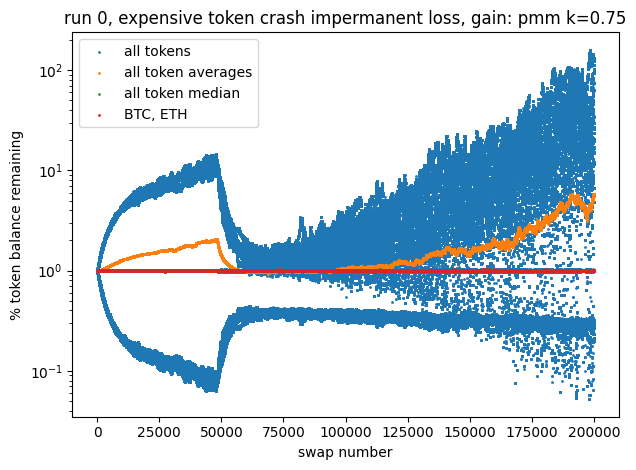 run 0, expensive token crash impermanent loss, gain: pmm k=0.75
all tokens
all token averages
all token median
BTC, ETH
% token balance remaining
10²
10¹
10⁰
10⁻¹
0 25000 50000 75000 100000 125000 150000 175000 200000
swap number